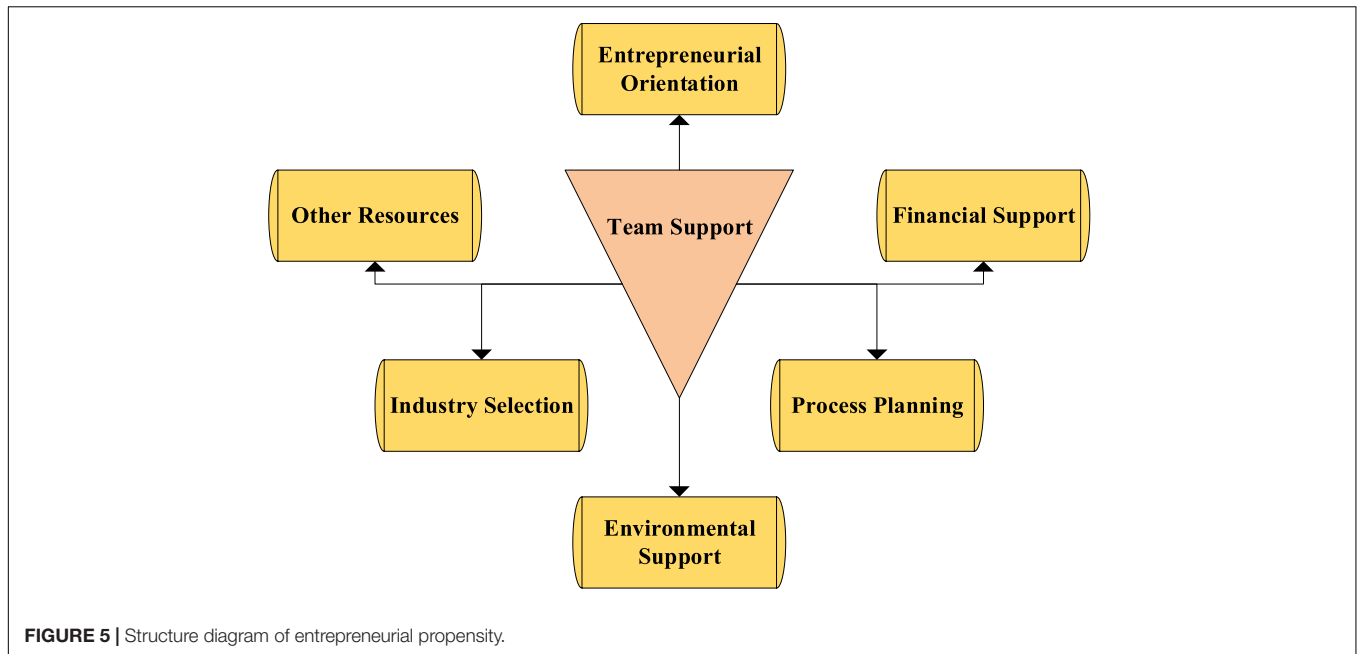 Entrepreneurial
Orientation
Other Resources
Team Support
Financial Support
Industry Selection
Process Planning
Environmental
Support
FIGURE 5 | Structure diagram of entrepreneurial propensity.